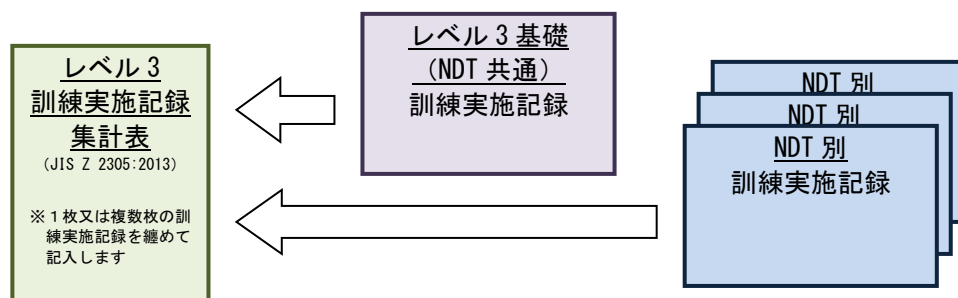 レベル3
訓練実施記録
集計表
(JIS Z 2305:2013)
※1枚又は複数枚の訓
練実施記録を纏めて
記入します
レベル3基礎
(NDT共通)
訓練実施記録
NDT別
NDT別
NDT別
訓練実施記録